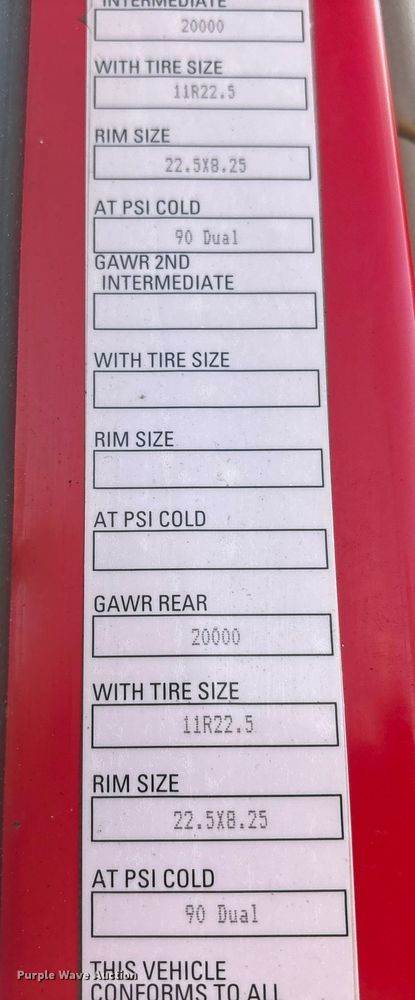 INTERMEDIATE
20000
WITH TIRE SIZE
11R22.5
RIM SIZE
22.5X8.25
AT PSI COLD
90 Dual
GAWR 2ND
INTERMEDIATE
WITH TIRE SIZE
RIM SIZE
AT PSI COLD
GAWR REAR
20000
WITH TIRE SIZE
11R22.5
RIM SIZE
22.5X8.25
AT PSI COLD
90 Dual
THIS VEHICLE
CONFORMS TO ALL
Purple Wave Auction